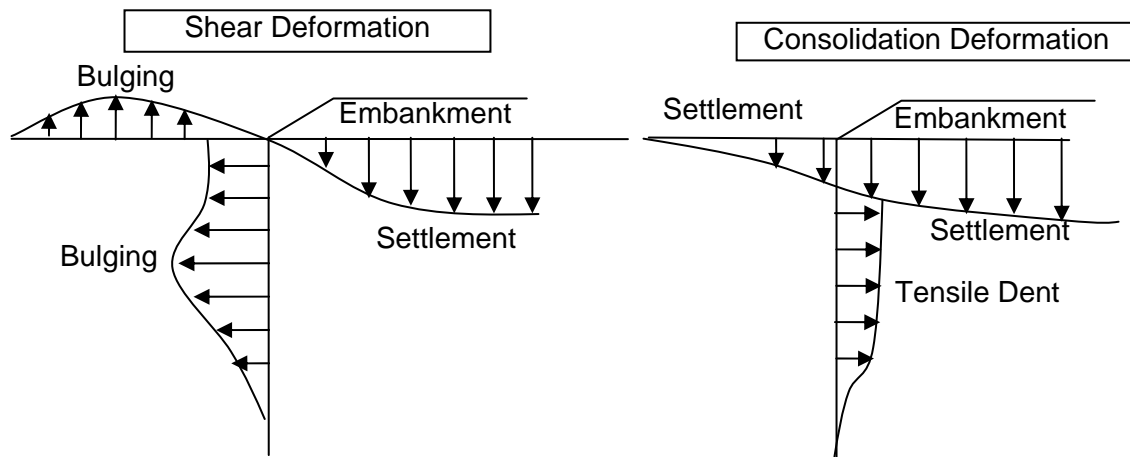 Shear Deformation
Bulging
Embankment
Settlement
Bulging
Consolidation Deformation
Settlement
Embankment
Settlement
Tensile Dent